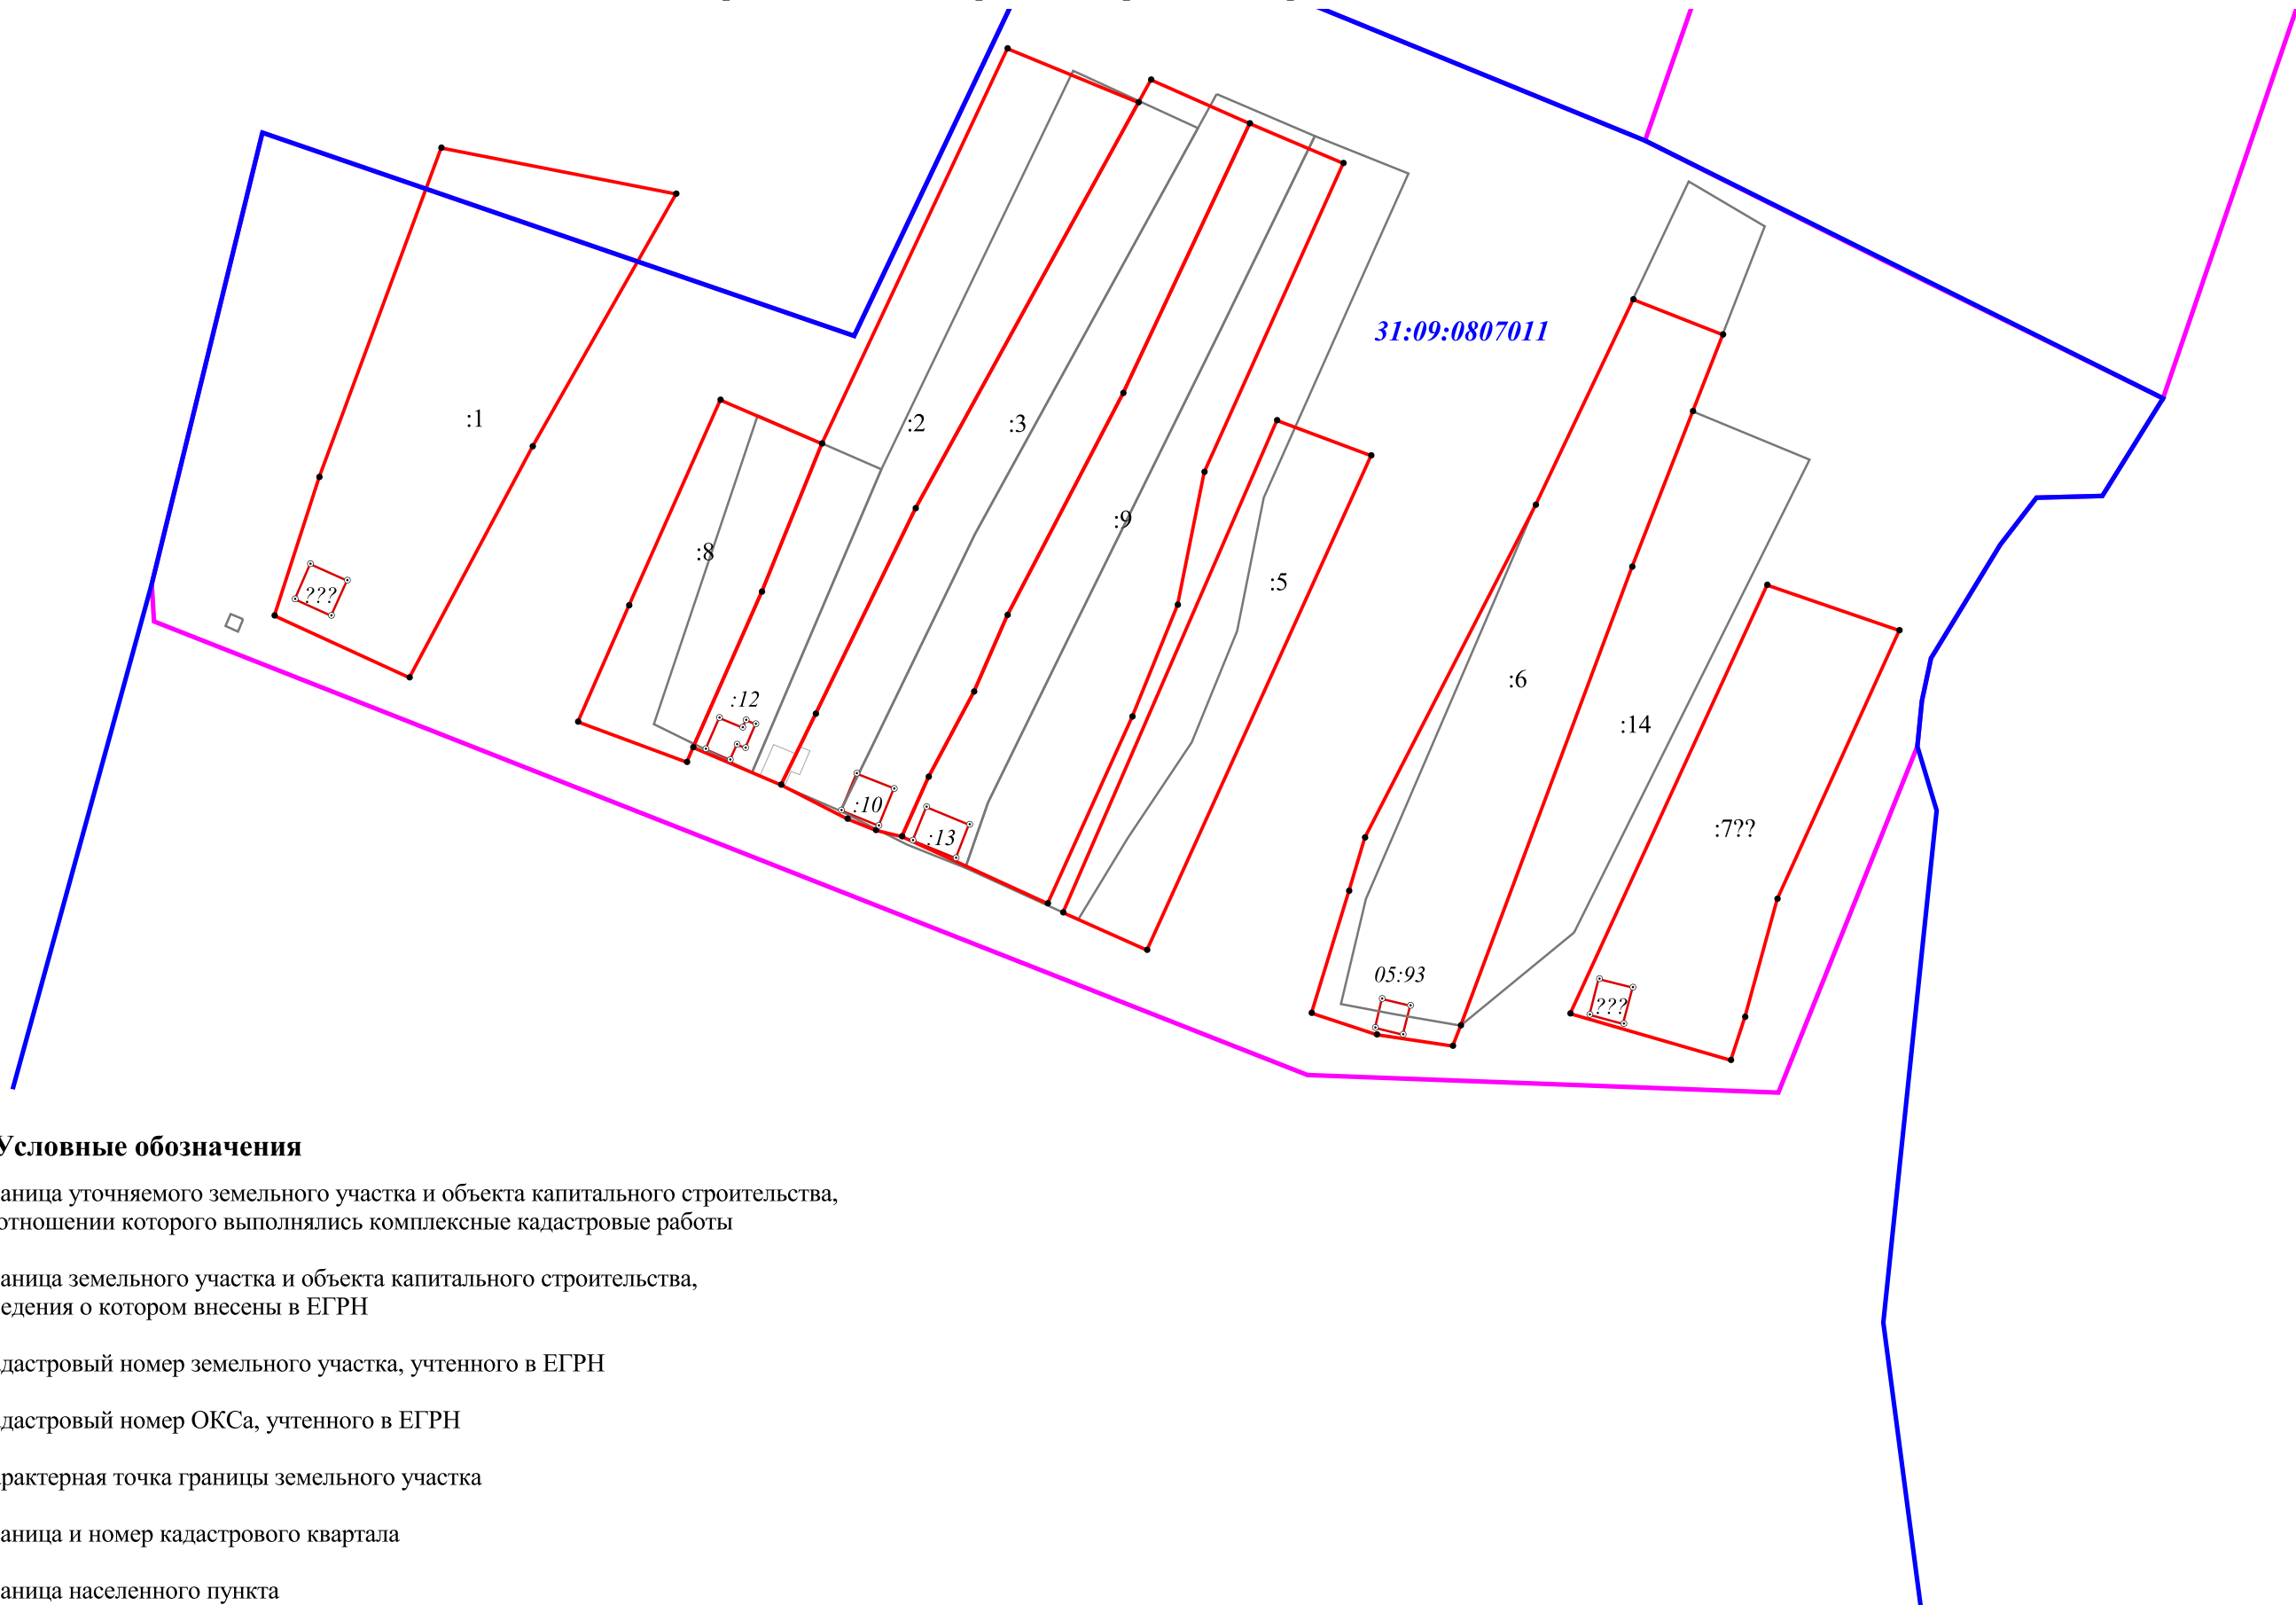 31:09:0807011
:1
:2
:3
:9
:8
:5
???
:6
:12
:14
:10
:13
:7??
05:93
???
Условные обозначения
аница уточняемого земельного участка и объекта капитального строительства,
отношении которого выполнялись комплексные кадастровые работы
аница земельного участка и объекта капитального строительства,
едения о котором внесены в ЕГРН
дастровый номер земельного участка, учтенного в ЕГРН
дастровый номер ОКСа, учтенного в ЕГРН
рактерная точка границы земельного участка
аница и номер кадастрового квартала
аница населенного пункта